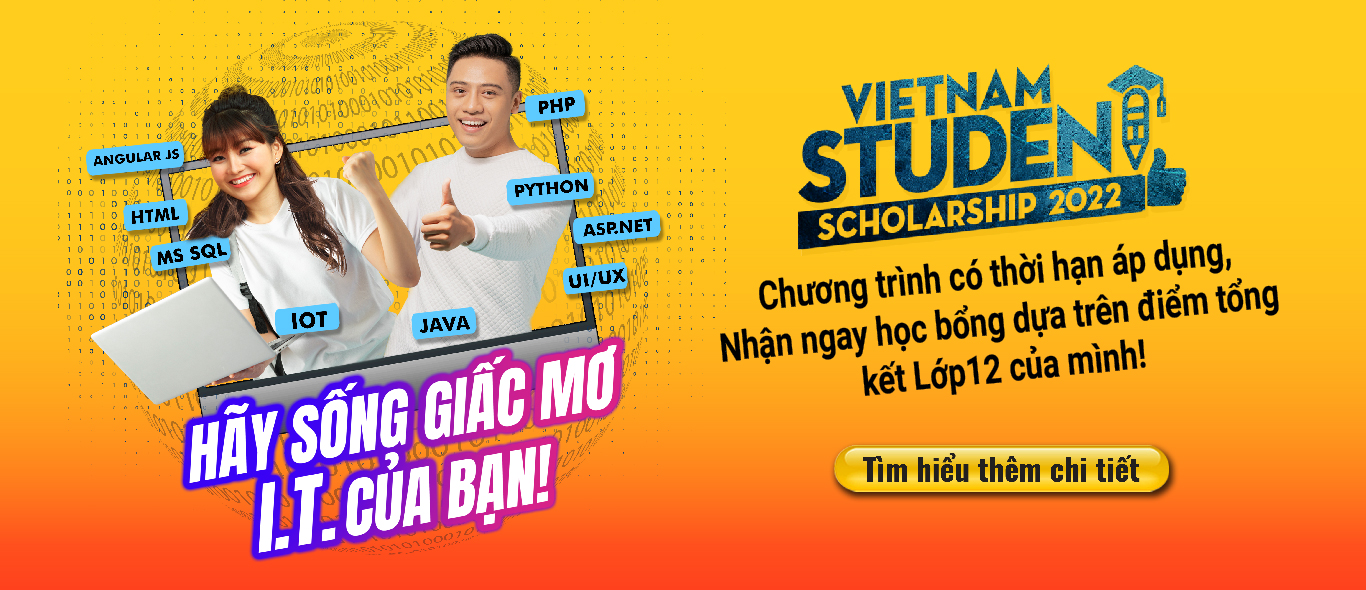 ANGULAR JS
HTML
MS SQL
IOT
JAVA
PHP
PYTHON
ASP.NET
UI/UX
HÃY SỐNG GIẤC MƠ
I.T. CỦA BẠN!
VIETNAM
STUDENT
SCHOLARSHIP 2022
Chương trình có thời hạn áp dụng,
Nhận ngay học bổng dựa trên điểm tổng
kết Lớp12 của mình!
Tìm hiểu thêm chi tiết